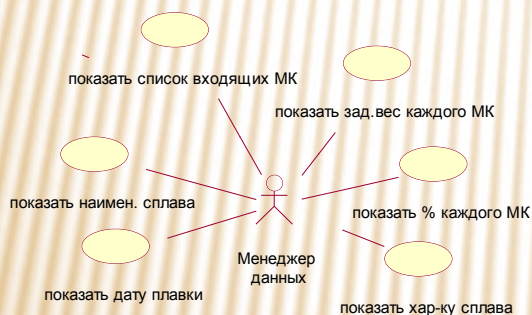 показать список входящих МК
показать зад.вес каждого МК
показать наимен. сплава
показать % каждого МК
Менеджер
данных
показать дату плавки
показать хар-ку сплава